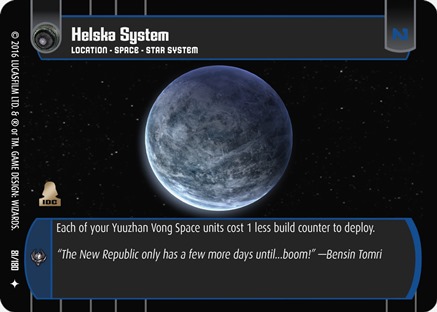 Helska System
LOCATION - SPACE - STAR SYSTEM
IDC
Each of your Yuuzhan Vong Space units cost 1 less build counter to deploy.
"The New Republic only has a few more days until...boom!" —Bensin Tomri
© 2016 LUCASFILM LTD. & ® or TM. GAME DESIGN: WIZARDS.
81/180